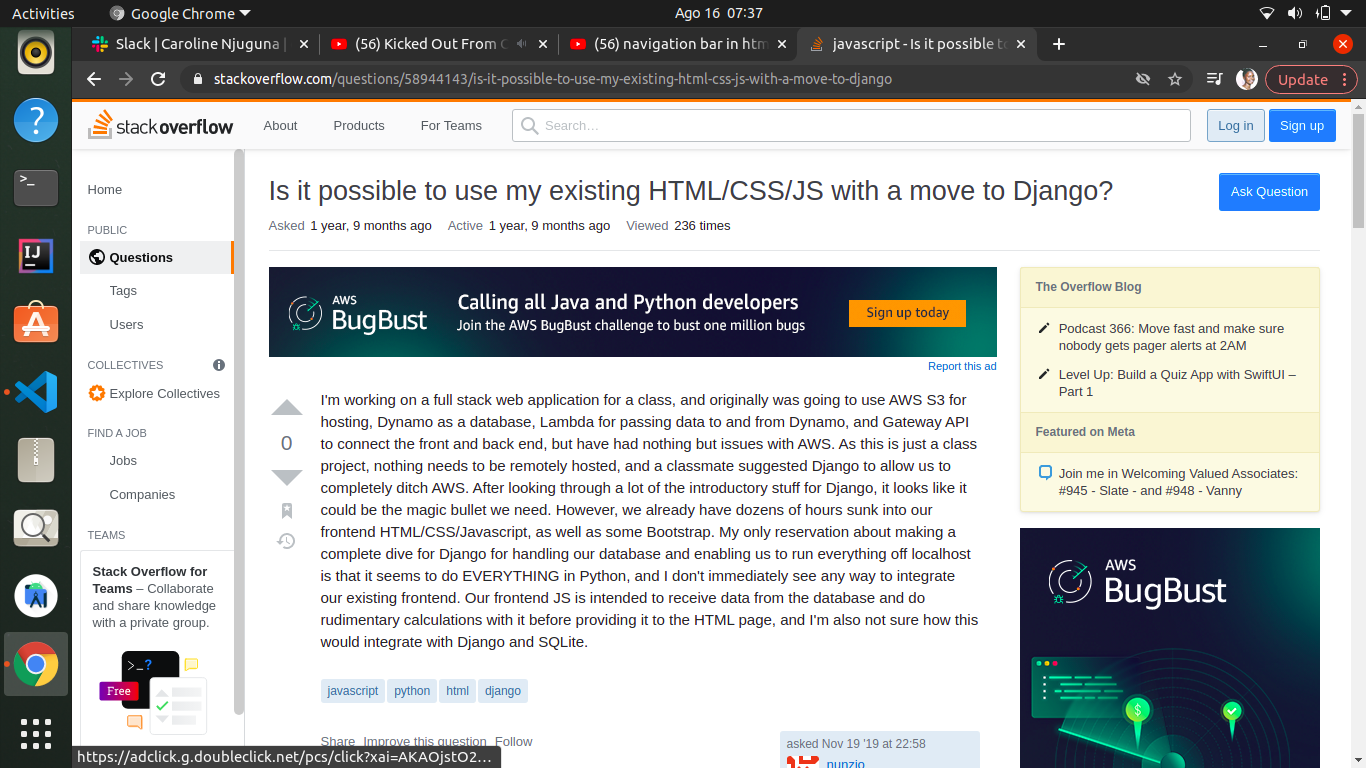 Activities
Google Chrome
Ago 16 07:37
Slack | Caroline Njuguna |
(56) Kicked Out From
(56) navigation bar in htm
javascript - Is it possible to
stackoverflow.com/questions/58944143/is-it-possible-to-use-my-existing-html-css-js-with-a-move-to-django
Update
stackoverflow
About
Products
For Teams
Search…
Log in
Sign up
Home
PUBLIC
Questions
Tags
Users
COLLECTIVES
Explore Collectives
FIND A JOB
Jobs
Companies
TEAMS
Stack Overflow for
Teams – Collaborate
and share knowledge
with a private group.
>_?
Free
Is it possible to use my existing HTML/CSS/JS with a move to Django?
Ask Question
Asked 1 year, 9 months ago Active 1 year, 9 months ago Viewed 236 times
AWS
BugBust
Calling all Java and Python developers
Join the AWS BugBust challenge to bust one million bugs
Sign up today
Report this ad
0
I'm working on a full stack web application for a class, and originally was going to use AWS S3 for
hosting, Dynamo as a database, Lambda for passing data to and from Dynamo, and Gateway API
to connect the front and back end, but have had nothing but issues with AWS. As this is just a class
project, nothing needs to be remotely hosted, and a classmate suggested Django to allow us to
completely ditch AWS. After looking through a lot of the introductory stuff for Django, it looks like it
could be the magic bullet we need. However, we already have dozens of hours sunk into our
frontend HTML/CSS/Javascript, as well as some Bootstrap. My only reservation about making a
complete dive for Django for handling our database and enabling us to run everything off localhost
is that it seems to do EVERYTHING in Python, and I don't immediately see any way to integrate
our existing frontend. Our frontend JS is intended to receive data from the database and do
rudimentary calculations with it before providing it to the HTML page, and I'm also not sure how this
would integrate with Django and SQLite.
javascript python html django
Share Improve this question Follow
asked Nov 19 '19 at 22:58
nunzio
The Overflow Blog
Podcast 366: Move fast and make sure
nobody gets pager alerts at 2AM
Level Up: Build a Quiz App with SwiftUI –
Part 1
Featured on Meta
Join me in Welcoming Valued Associates:
#945 - Slate - and #948 - Vanny
AWS
BugBust
$
https://adclick.g.doubleclick.net/pcs/click?xai=AKAOjstO2…
>_
IJ
?